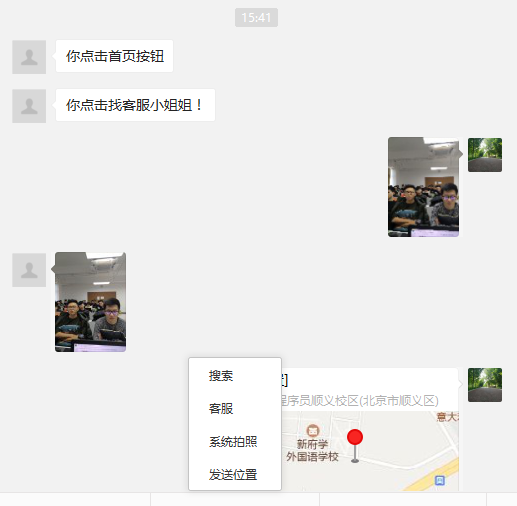 15:41
你点击首页按钮
你点击找客服小姐姐！
]
程序员顺义校区(北京市顺义区)
搜索
客服
系统拍照
发送位置
意大
新府学
外国语学校